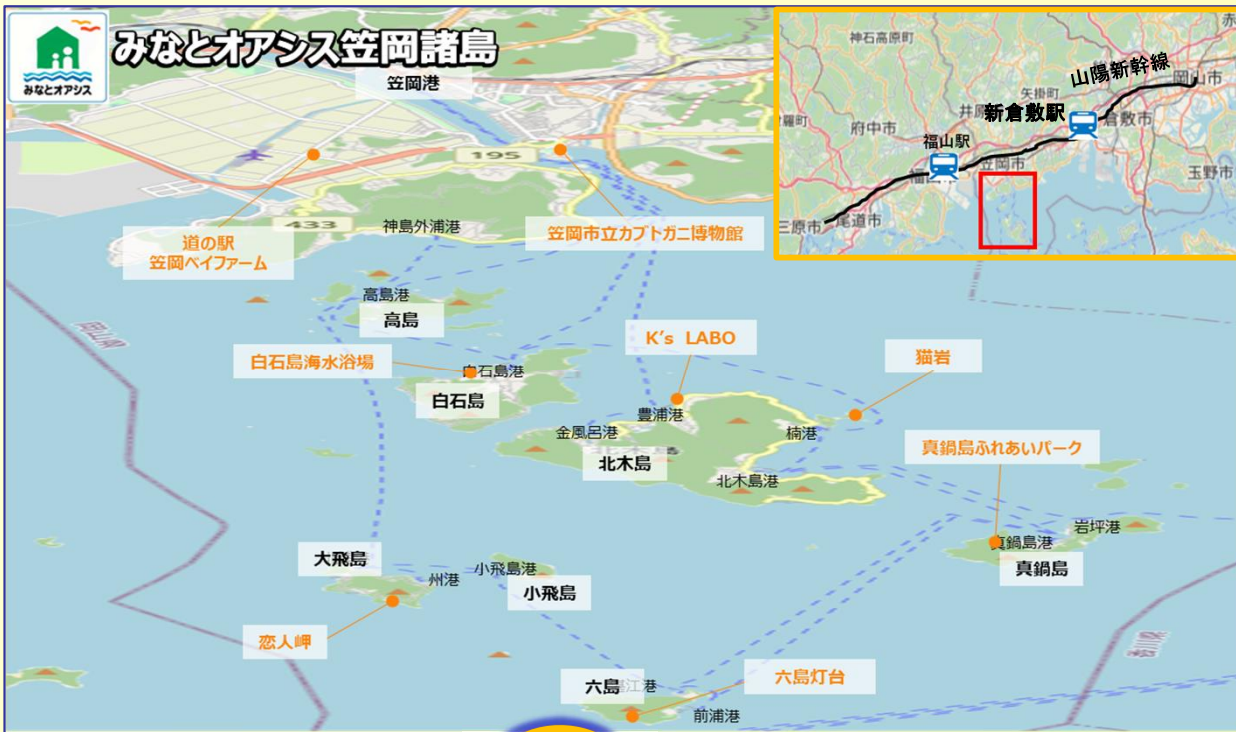 みなとオアシス笠岡諸島
みなとオアシス
笠岡港
195
433
神島外浦港
道の駅
笠岡ベイファーム
笠岡市立カブトガニ博物館
高島港
高島
白石島海水浴場
白石島港
白石島
K's LABO
猫岩
豊浦港
金風呂港
楠港
北木島
北木島港
真鍋島ふれあいパーク
岩坪港
真鍋島港
真鍋島
大飛島
州港
小飛島港
小飛島
恋人岬
六島
江港
前浦港
六島灯台
岡山県
香川県
神石高原町
矢掛町
山陽新幹線
岡山市
井原
新倉敷駅
倉敷市
府中市
福山駅
笠岡市
玉野市
尾道市
三原市
赤